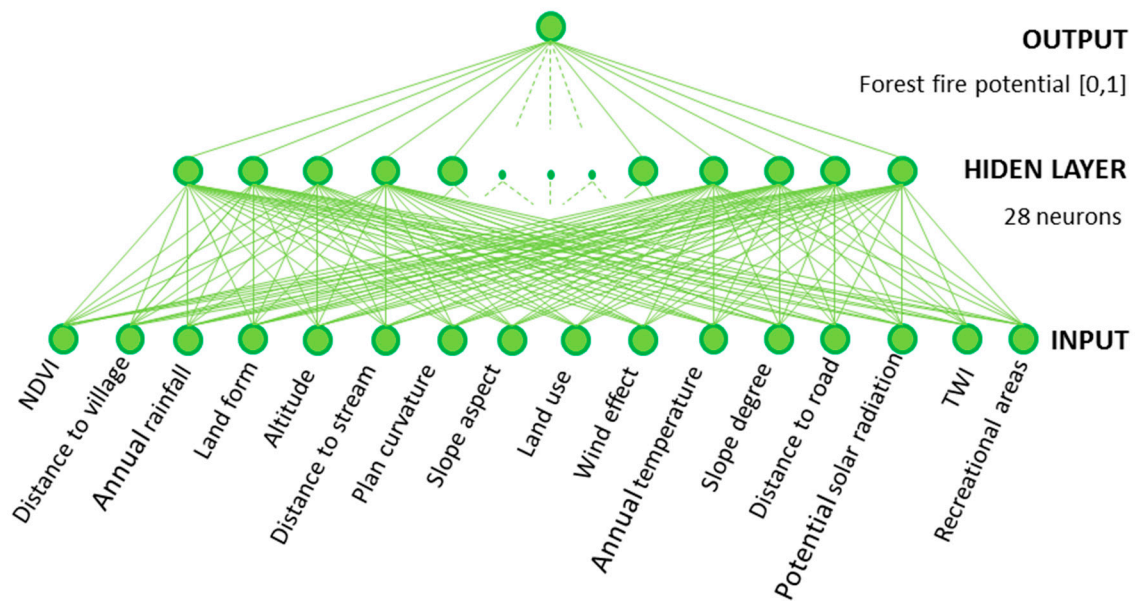 OUTPUT
Forest fire potential [0,1]
HIDEN LAYER
28 neurons
INPUT
NDVI
Distance to village
Annual rainfall
Land form
Altitude
Distance to stream
Plan curvature
Slope aspect
Land use
Wind effect
Annual temperature
Slope degree
Distance to road
Potential solar radiation
TWI
Recreational areas